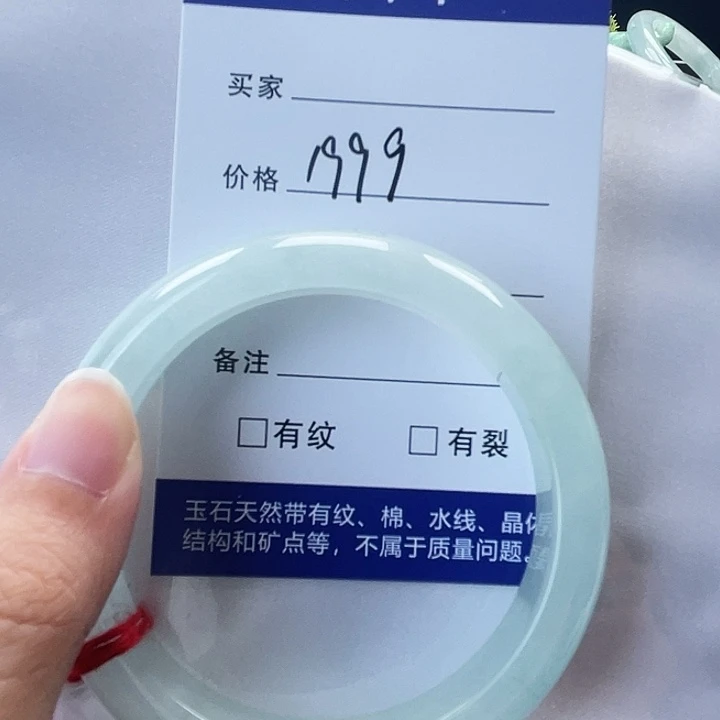 买家
价格 1999
备注
□有纹 □有裂
玉石天然带有纹、棉、水线、晶体
结构和矿点等，不属于质量问题。